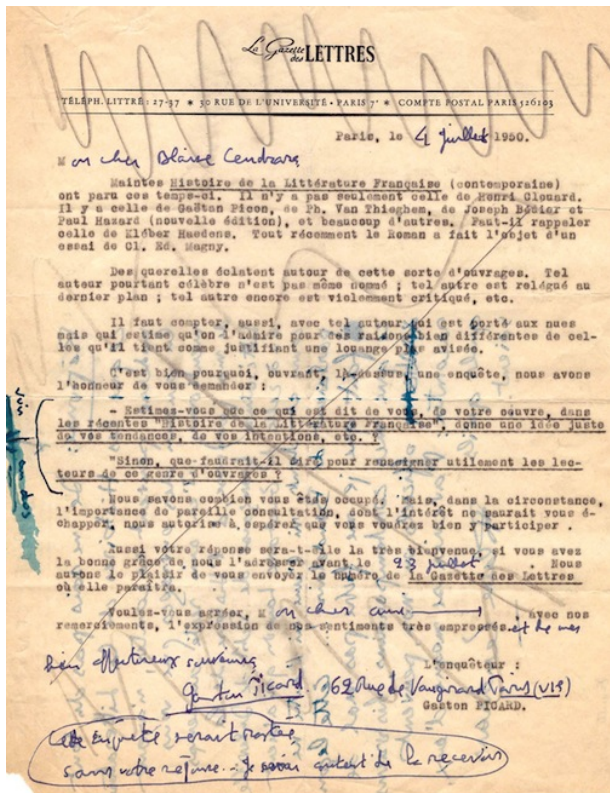 La Gazette des LETTRES
TÉLÉPH. LITTRÉ : 27-37 * 30 RUE DE L'UNIVERSITÉ - PARIS 7e * COMPTE POSTAL PARIS 526103
Paris, le 4 juillet 1950.
Mon cher Blaise Cendrars
Maintes Histoire de la Littérature Française (contemporaine)
ont paru ces temps-ci. Il n'y a pas seulement celle de Henri Clouard.
Il y a celle de Gaëtan Picon, de Ph. Van Thieghem, de Joseph Bédier et
Paul Hazard (nouvelle édition), et beaucoup d'autres. Faut-il rappeler
celle de Kléber Haedens. Tout récemment le Roman a fait l'objet d'un
essai de Cl. Ed. Magny.
Des querelles éclatent autour de cette sorte d'ouvrages. Tel
auteur pourtant célèbre n'est pas même nommé ; tel autre est relégué au
dernier plan ; tel autre encore est violemment critiqué, etc.
Il faut compter, aussi, avec tel auteur qui est porté aux nues
mais qui estime qu'on l'admire pour des raisons bien différentes de cel-
les qu'il tient comme justifiant une louange plus avisée.
C'est bien pourquoi, ouvrant, là-dessus, une enquête, nous avons
l'honneur de vous demander :
- Estimez-vous que ce qui est dit de vous, de votre oeuvre, dans
les récentes "Histoire de la Littérature Française", donne une idée juste
de vos tendances, de vos intentions, etc. ?
"Sinon, que faudrait-il dire pour renseigner utilement les lec-
teurs de ce genre d'ouvrages ?
Nous savons combien vous êtes occupé. Mais, dans la circonstance,
l'importance de pareille consultation, dont l'intérêt ne saurait vous é-
chapper, nous autorise à espérer que vous voudrez bien y participer .
Aussi votre réponse sera-t-elle la très bienvenue, si vous avez
la bonne grâce de nous l'adresser avant le 23 juillet . Nous
aurons le plaisir de vous envoyer le numéro de la Gazette des Lettres
où elle paraîtra.
Voulez-vous agréer, Mon cher ami , avec nos
remerciements, l'expression de nos sentiments très empressés et de mes
bien affectueux souvenirs,
L'enquêteur :
Gaston Picard 62 Rue de Vaugirard Paris (VIe)
Gaston PICARD.
Cette Enquête serait ratée,
sans votre réponse... Je serai content de la recevoir